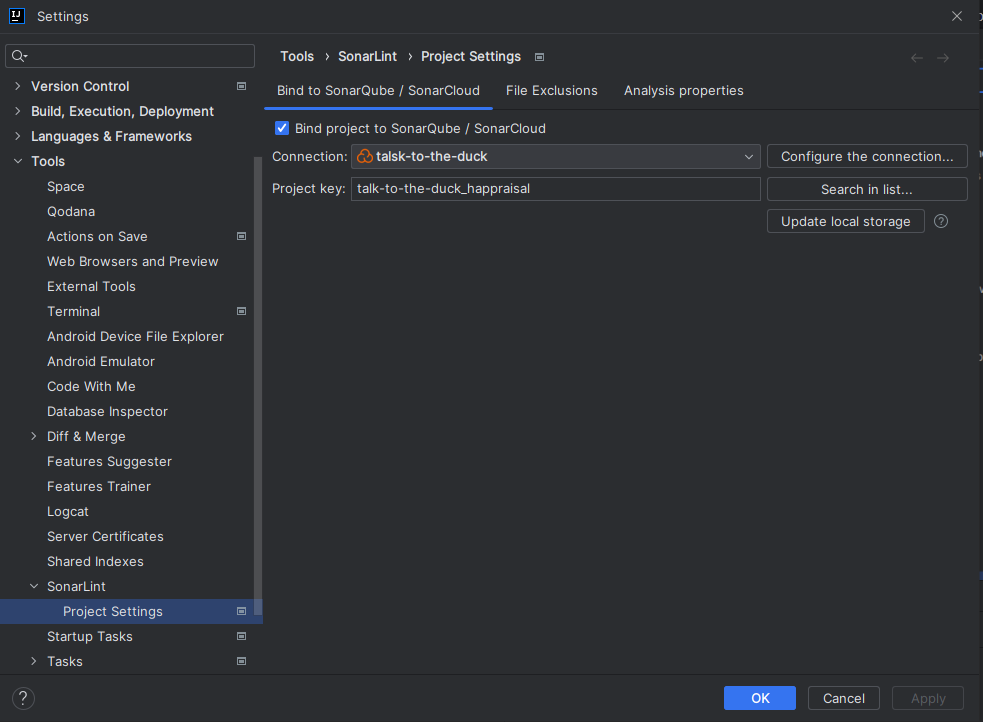 Settings
Tools › SonarLint › Project Settings
Bind to SonarQube / SonarCloud File Exclusions Analysis properties
Bind project to SonarQube / SonarCloud
Connection: talsk-to-the-duck Configure the connection...
Project key: talk-to-the-duck_happraisal Search in list...
Update local storage ?
Version Control
Build, Execution, Deployment
Languages & Frameworks
Tools
Space
Qodana
Actions on Save
Web Browsers and Preview
External Tools
Terminal
Android Device File Explorer
Android Emulator
Code With Me
Database Inspector
Diff & Merge
Features Suggester
Features Trainer
Logcat
Server Certificates
Shared Indexes
SonarLint
Project Settings
Startup Tasks
Tasks
? OK Cancel Apply